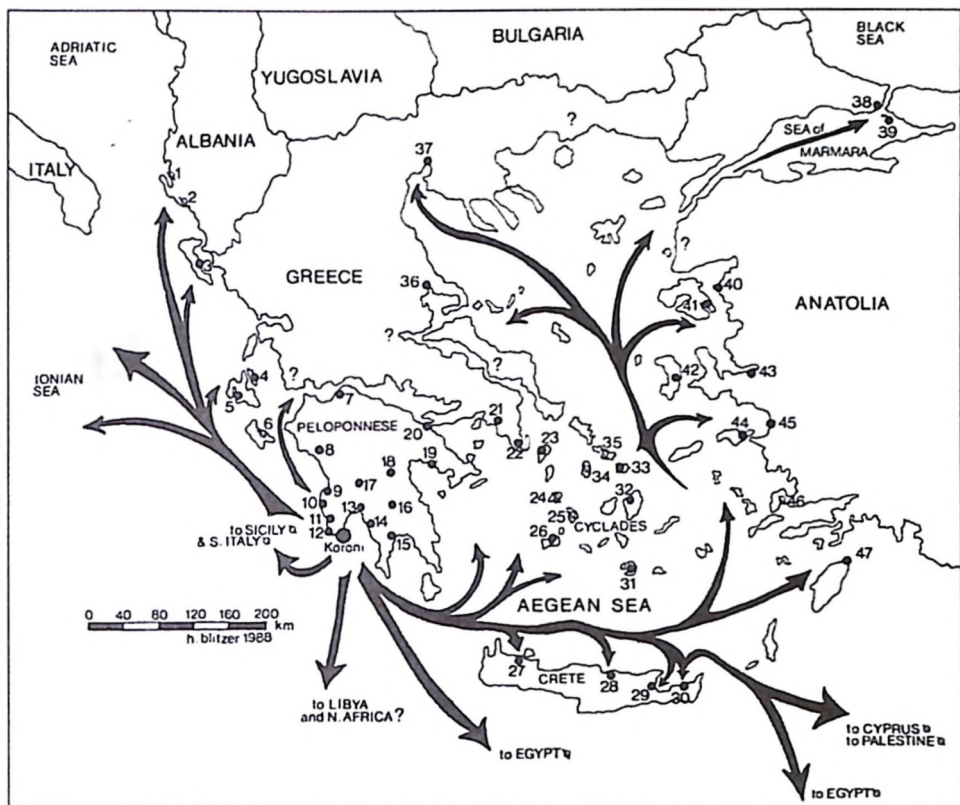 ADRIATIC
SEA
BULGARIA
BLACK
SEA
YUGOSLAVIA
ALBANIA
ITALY
SEA of
MARMARA
38
39
?
37
1
2
3
GREECE
36
?
40
41
ANATOLIA
?
?
IONIAN
SEA
4
5
?
42
43
6
7
PELOPONNESE
20
21
22
23
35
44
45
8
18
19
34
33
9
17
24
32
46
10
11
12
13
14
16
15
25
26
CYCLADES
Koroni
to SICILY
& S. ITALY
31
47
AEGEAN SEA
0 40 80 120 160 200
km
h. blitzer 1988
27
CRETE
28
29
30
to LIBYA
and N. AFRICA?
to EGYPT
to CYPRUS
to PALESTINE
to EGYPT